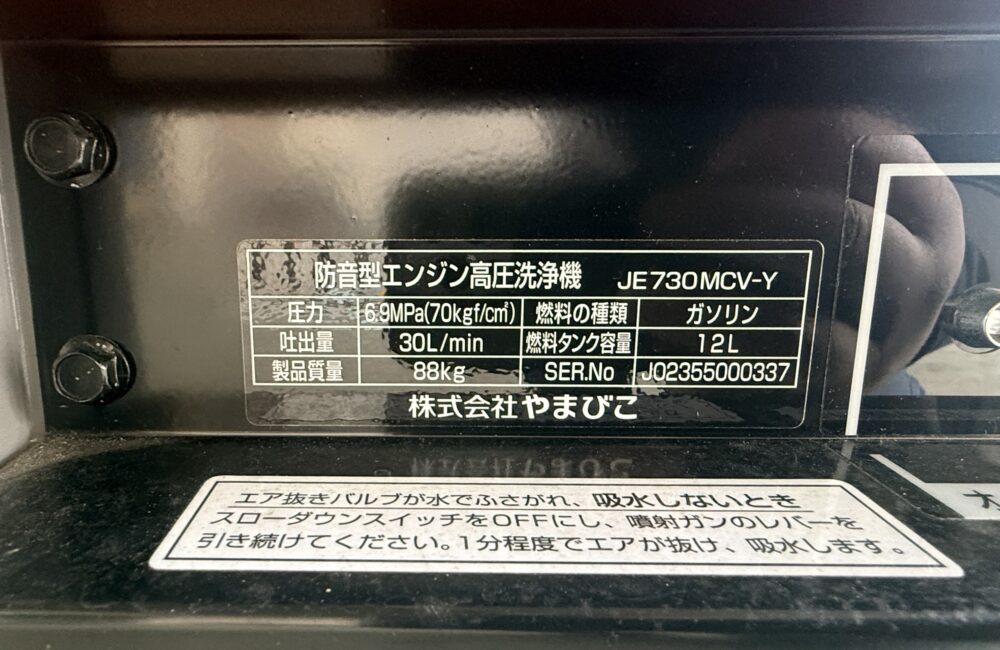 防音型エンジン高圧洗浄機 JE730MCV-Y
圧力 6.9MPa(70kgf/c㎡) 燃料の種類 ガソリン
吐出量 30L/min 燃料タンク容量 12L
製品質量 88kg SER.No J02355000337
株式会社やまびこ
エア抜きバルブが水でふさがれ、吸水しないとき
スローダウンスイッチをOFFにし、噴射ガンのレバーを
引き続けてください。1分程度でエアが抜け、吸水します。